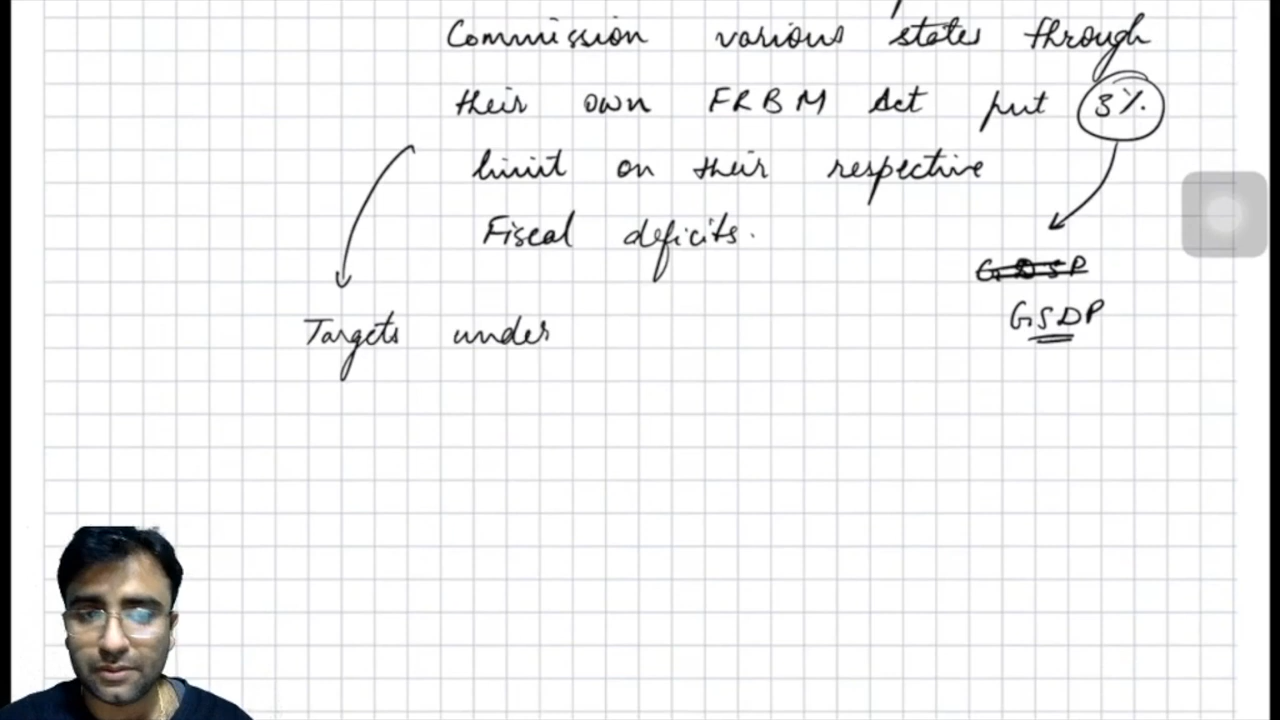 Commission various states through
their own FRBM Act put 3%
limit on their respective
Fiscal deficits.
GDSP
GSDP
Targets under